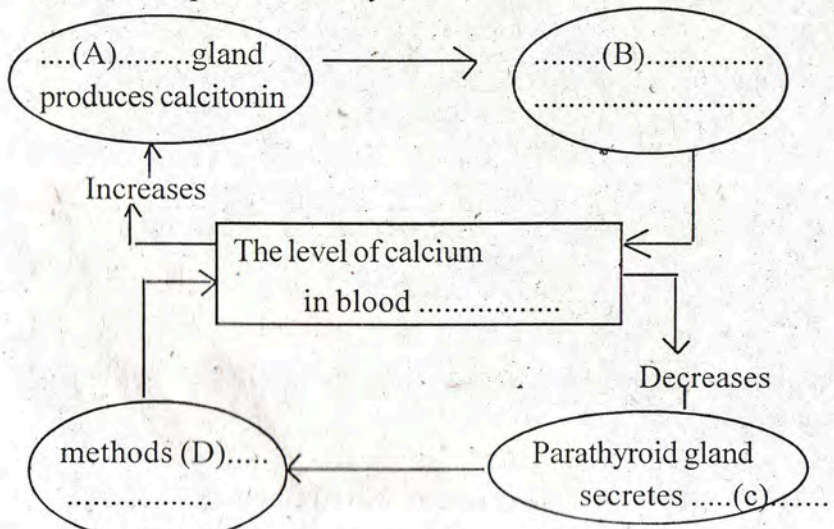 ....(A).........gland
produces calcitonin
........(B)..............
...........................
Increases
The level of calcium
in blood .................
Decreases
methods (D).....
.................
Parathyroid gland
secretes .....(c).......